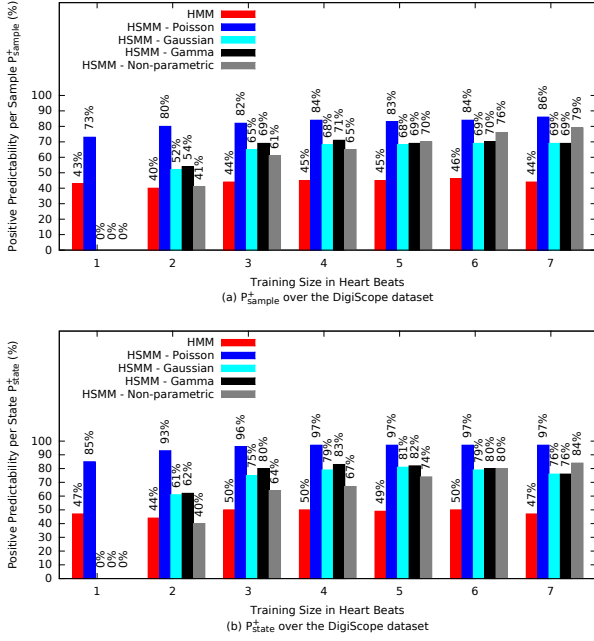 HMM
HSMM - Poisson
HSMM - Gaussian
HSMM - Gamma
HSMM - Non-parametric
Positive Predictability per Sample P+sample (%)
100
90
80
70
60
50
40
30
20
10
0
43% 73% 0% 0% 0%
40% 80% 52% 54% 41%
44% 82% 65% 69% 61%
45% 84% 68% 71% 65%
45% 83% 68% 69% 70%
46% 84% 69% 70% 76%
44% 86% 69% 69% 79%
1 2 3 4 5 6 7
Training Size in Heart Beats
(a) P+sample over the DigiScope dataset
HMM
HSMM - Poisson
HSMM - Gaussian
HSMM - Gamma
HSMM - Non-parametric
Positive Predictability per State P+state (%)
100
90
80
70
60
50
40
30
20
10
0
47% 85% 0% 0% 0%
44% 93% 61% 62% 40%
50% 96% 75% 80% 64%
50% 97% 79% 83% 67%
49% 97% 81% 82% 74%
50% 97% 79% 80% 80%
47% 97% 76% 76% 84%
1 2 3 4 5 6 7
Training Size in Heart Beats
(b) P+state over the DigiScope dataset